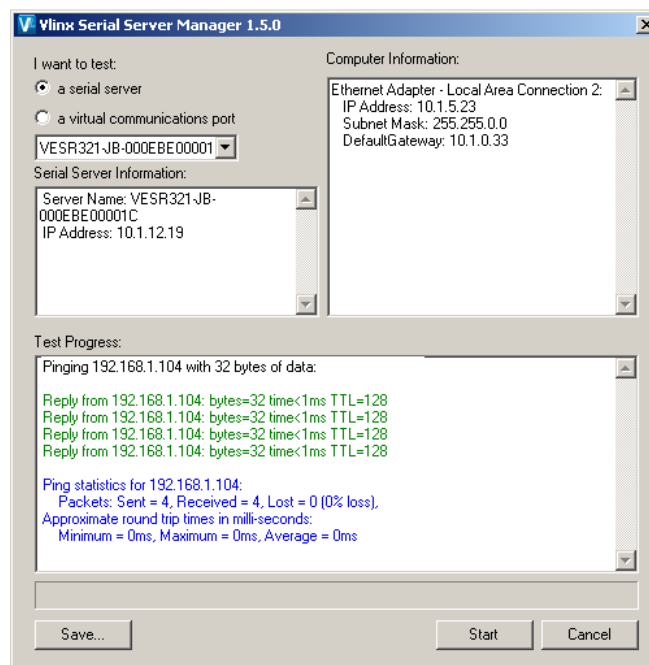 Vlinx Serial Server Manager 1.5.0
I want to test:
a serial server
a virtual communications port
VESR321-JB-000EBE00001
Serial Server Information:
Server Name: VESR321-JB-
000EBE00001C
IP Address: 10.1.12.19
Computer Information:
Ethernet Adapter - Local Area Connection 2:
IP Address: 10.1.5.23
Subnet Mask: 255.255.0.0
DefaultGateway: 10.1.0.33
Test Progress:
Pinging 192.168.1.104 with 32 bytes of data:
Reply from 192.168.1.104: bytes=32 time<1ms TTL=128
Reply from 192.168.1.104: bytes=32 time<1ms TTL=128
Reply from 192.168.1.104: bytes=32 time<1ms TTL=128
Reply from 192.168.1.104: bytes=32 time<1ms TTL=128
Ping statistics for 192.168.1.104:
Packets: Sent = 4, Received = 4, Lost = 0 (0% loss),
Approximate round trip times in milli-seconds:
Minimum = 0ms, Maximum = 0ms, Average = 0ms
Save...
Start
Cancel